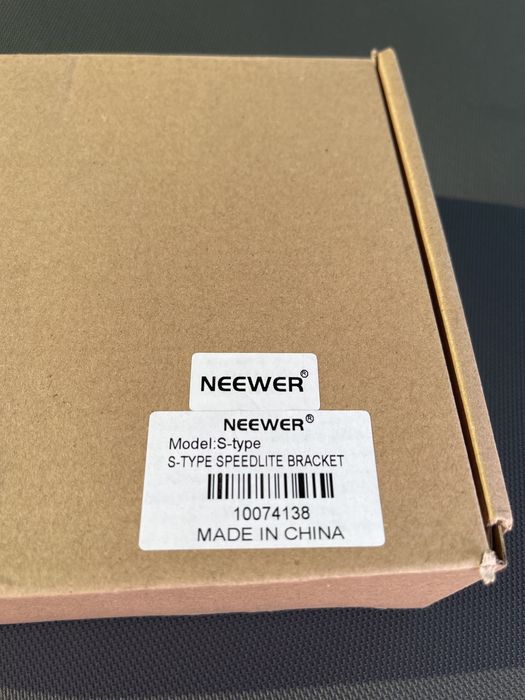 NEEWER®
NEEWER®
Model:S-type
S-TYPE SPEEDLITE BRACKET
10074138
MADE IN CHINA